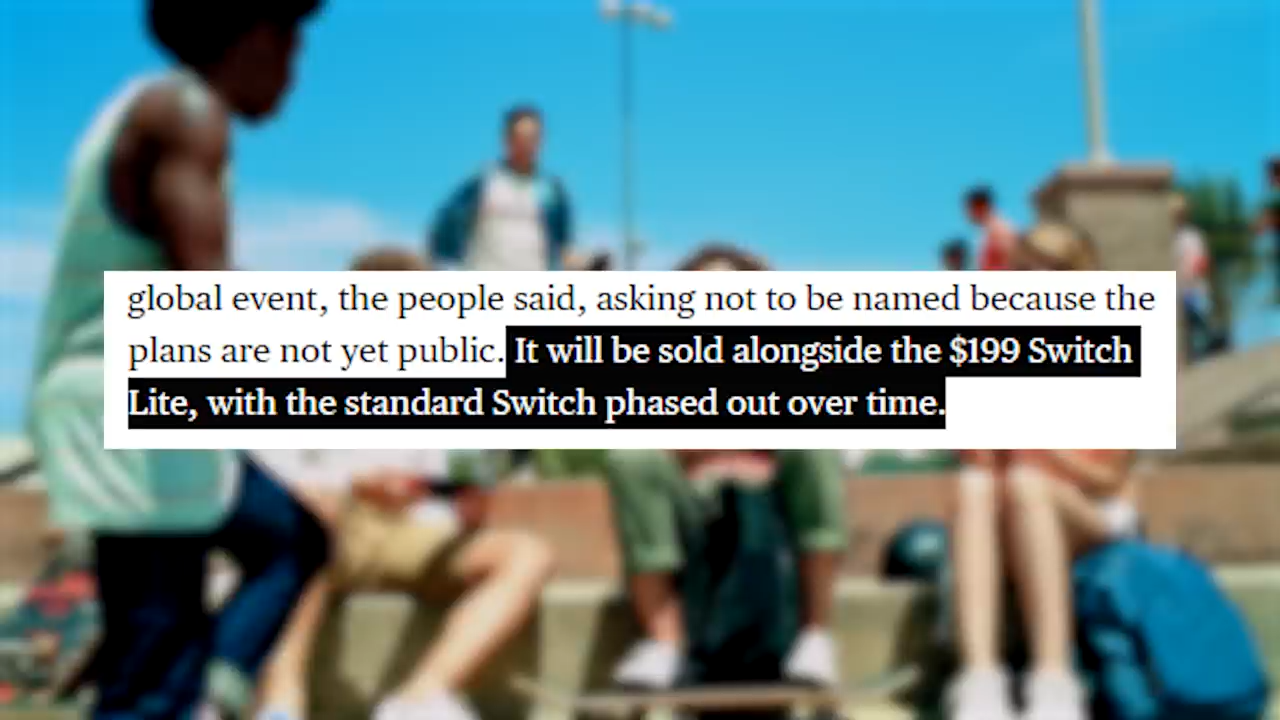 global event, the people said, asking not to be named because the
plans are not yet public. It will be sold alongside the $199 Switch
Lite, with the standard Switch phased out over time.